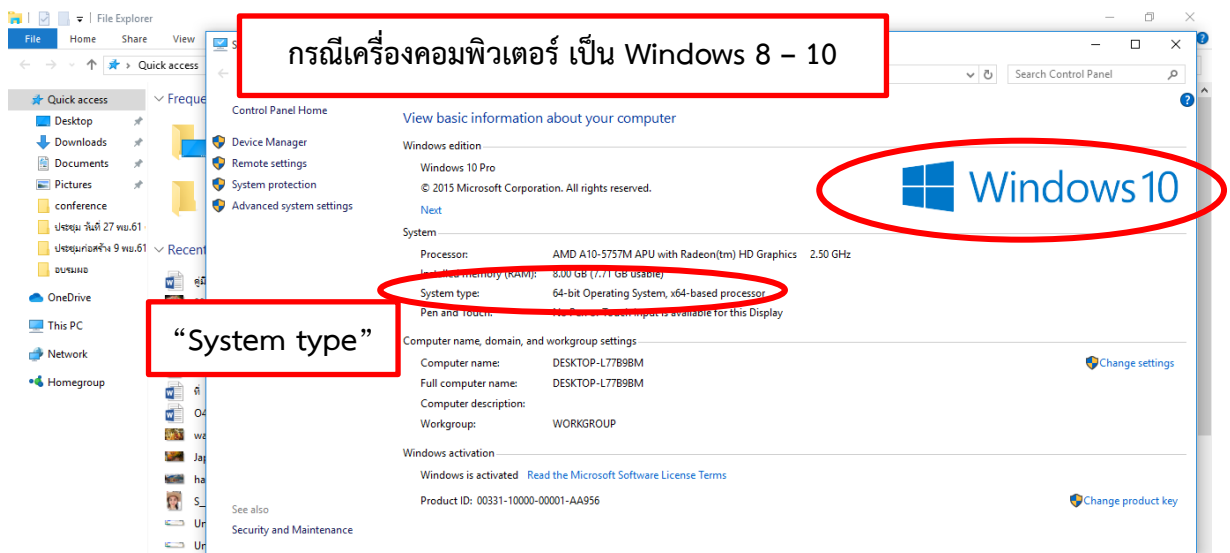 File Explorer
File Home Share View
Quick access
กรณีเครื่องคอมพิวเตอร์ เป็น Windows 8 – 10
Search Control Panel
Quick access
Desktop
Downloads
Documents
Pictures
conference
ประชุม วันที่ 27 พย.61
ประชุมก่อสร้าง 9 พย.61
อบรมผอ
OneDrive
This PC
Network
Homegroup
Control Panel Home
Device Manager
Remote settings
System protection
Advanced system settings
See also
Security and Maintenance
View basic information about your computer
Windows edition
Windows 10 Pro
© 2015 Microsoft Corporation. All rights reserved.
Next
Windows 10
System
Processor: AMD A10-5757M APU with Radeon(tm) HD Graphics 2.50 GHz
Installed memory (RAM): 8.00 GB (7.71 GB usable)
System type: 64-bit Operating System, x64-based processor
Pen and Touch: No Pen or Touch Input is available for this Display
“System type”
Computer name, domain, and workgroup settings
Computer name: DESKTOP-L77B9BM
Change settings
Full computer name: DESKTOP-L77B9BM
Computer description:
Workgroup: WORKGROUP
Windows activation
Windows is activated Read the Microsoft Software License Terms
Product ID: 00331-10000-00001-AA956
Change product key